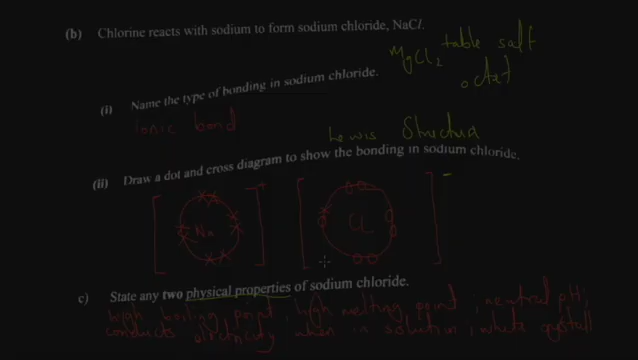 (b) Chlorine reacts with sodium to form sodium chloride, NaCl.
MgCl2 table salt
octet
(i) Name the type of bonding in sodium chloride.
ionic bond
Lewis Structure
(ii) Draw a dot and cross diagram to show the bonding in sodium chloride.
[Na]+ [Cl]-
c) State any two physical properties of sodium chloride.
high boiling point, high melting point, neutral pH,
conducts electricity when in solution, white crystall